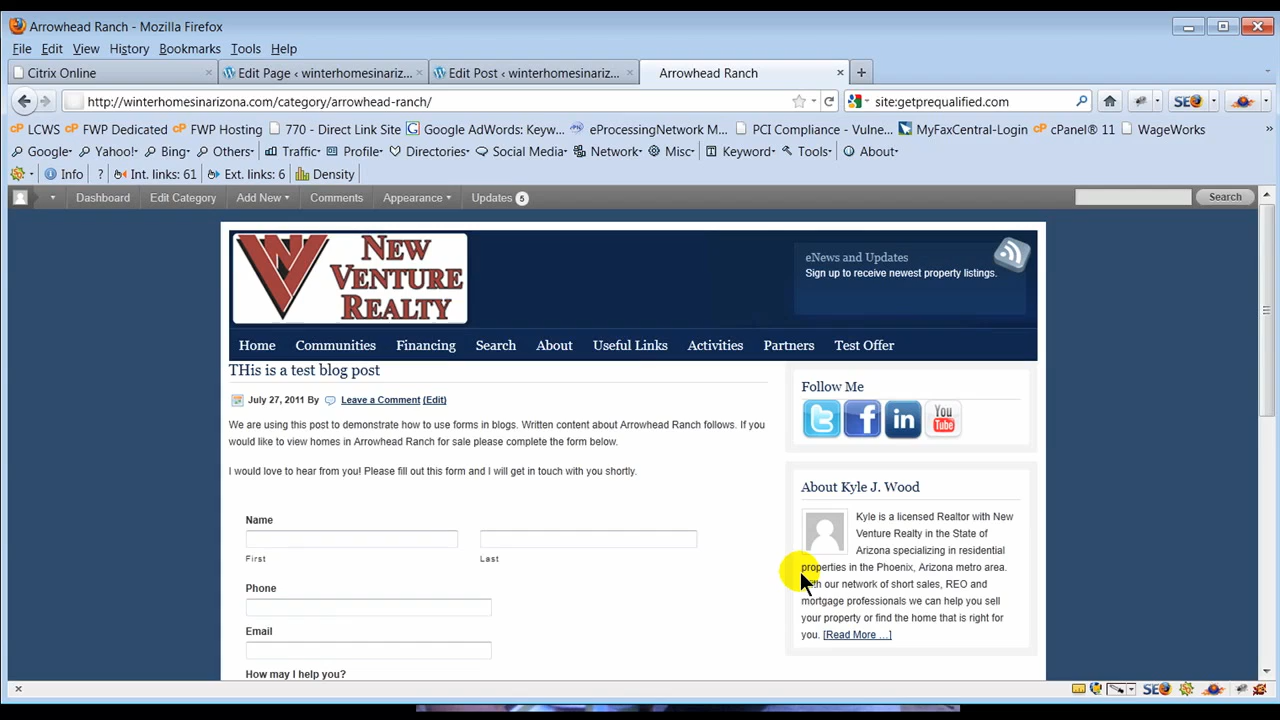 Arrowhead Ranch - Mozilla Firefox
File Edit View History Bookmarks Tools Help
Citrix Online × Edit Page ‹ winterhomesinariz... × Edit Post ‹ winterhomesinariz... × Arrowhead Ranch ×
http://winterhomesinarizona.com/category/arrowhead-ranch/ site:getprequalified.com SE
LCWS FWP Dedicated FWP Hosting 770 - Direct Link Site Google AdWords: Keyw... eProcessingNetwork M... PCI Compliance - Vulne... MyFaxCentral-Login cPanel® 11 WageWorks
Google Yahoo! Bing Others Traffic Profile Directories Social Media Network Misc Keyword Tools About
Info ? Int. links: 61 Ext. links: 6 Density
Dashboard Edit Category Add New Comments Appearance Updates 5 Search
NEW
VENTURE
REALTY
eNews and Updates
Sign up to receive newest property listings.
Home Communities Financing Search About Useful Links Activities Partners Test Offer
THis is a test blog post
July 27, 2011 By Leave a Comment (Edit)
We are using this post to demonstrate how to use forms in blogs. Written content about Arrowhead Ranch follows. If you
would like to view homes in Arrowhead Ranch for sale please complete the form below.
I would love to hear from you! Please fill out this form and I will get in touch with you shortly.
Name
First Last
Phone
Email
How may I help you?
Follow Me
You
Tube
About Kyle J. Wood
Kyle is a licensed Realtor with New
Venture Realty in the State of
Arizona specializing in residential
properties in the Phoenix, Arizona metro area.
our network of short sales, REO and
mortgage professionals we can help you sell
your property or find the home that is right for
you. [Read More …]
SE